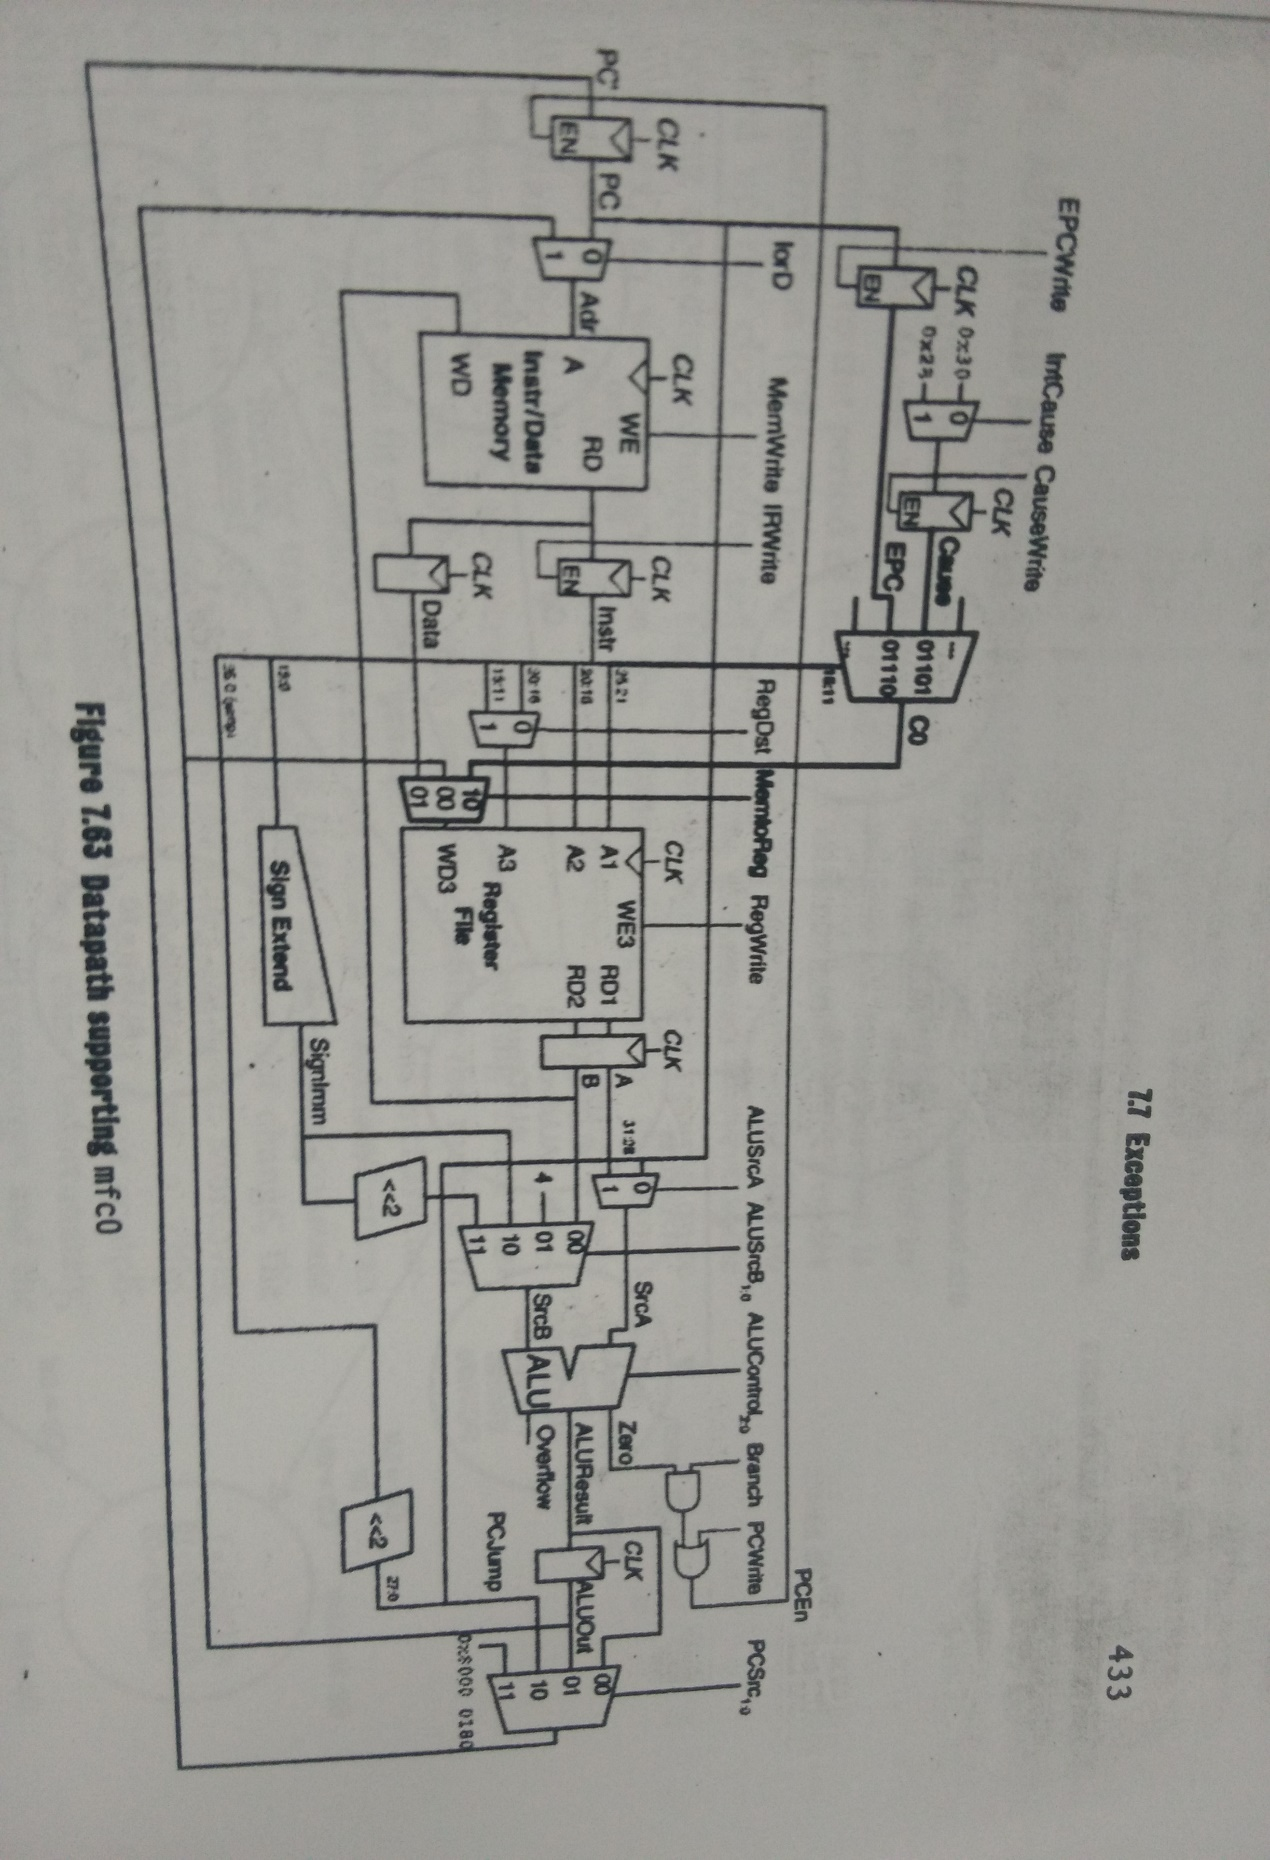 7.7 Exceptions
433
EPCWrite IntCause CauseWrite
CLK
0x30
0x28
0
1
CLK
EN
EN
Cause
EPC
...
01101
01110
...
15:11
C0
PCEn
IorD MemWrite IRWrite RegDst MemtoReg RegWrite ALUSrcA ALUSrcB1:0 ALUControl2:0 Branch PCWrite PCSrc1:0
CLK CLK CLK CLK CLK CLK
PC' PC
EN
0
1
Adr
WE
A RD
Instr/Data
Memory
WD
EN
Instr
CLK
Data
25:21
20:16
20:16
15:11
0
1
10
00
01
A1 WE3 RD1
A2 RD2
A3
Register
File
WD3
A
B
31:28
0
1
SrcA
4
00
01
10
11
SrcB
ALU
Zero
ALUResult
Overflow
ALUOut
00
01
10
11
PCJump
0x8000 0180
<<2
<<2
27:0
15:0
Sign Extend
SignImm
Figure 7.63 Datapath supporting mfc0